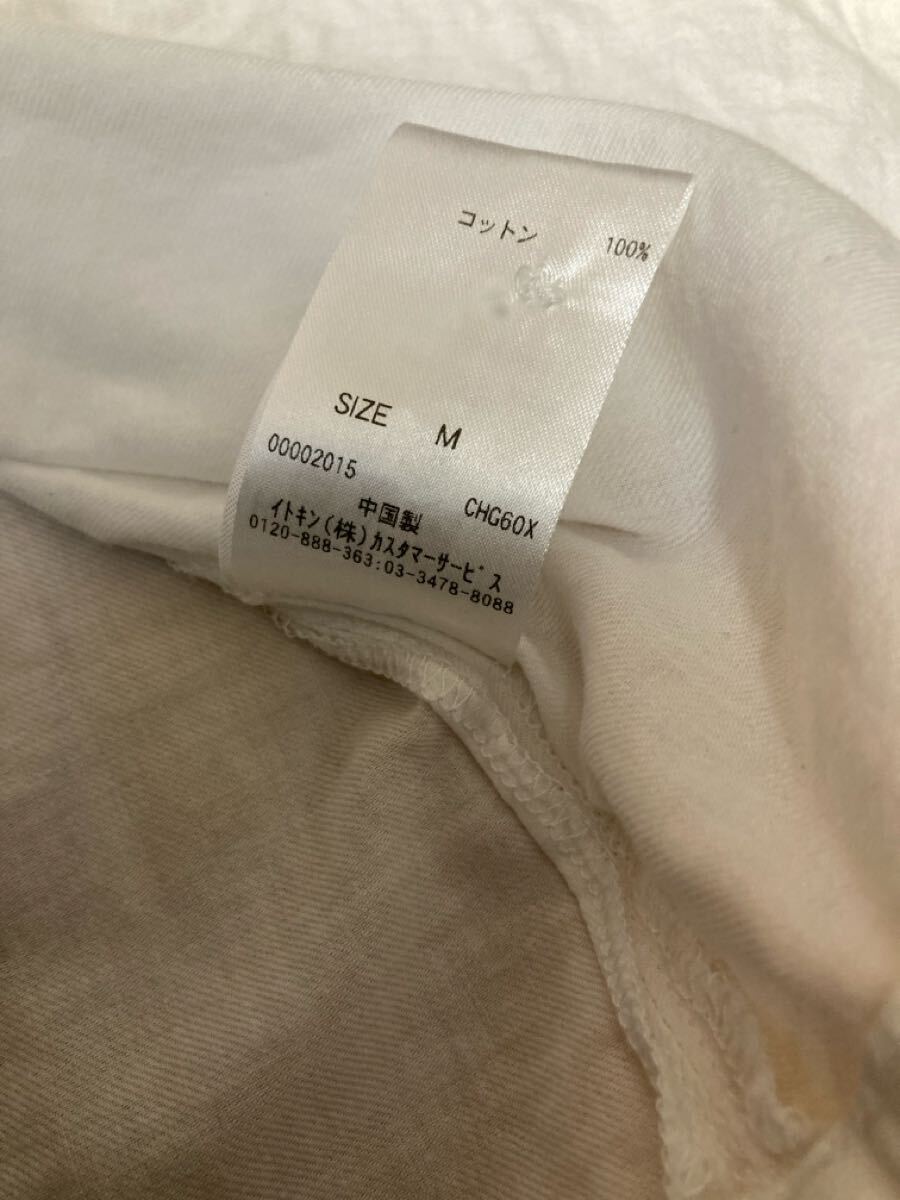 コットン 100%
SIZE M
00002015 CHG60X
中国製
イトキン(株)カスタマーサービス
0120-888-363:03-3478-8088